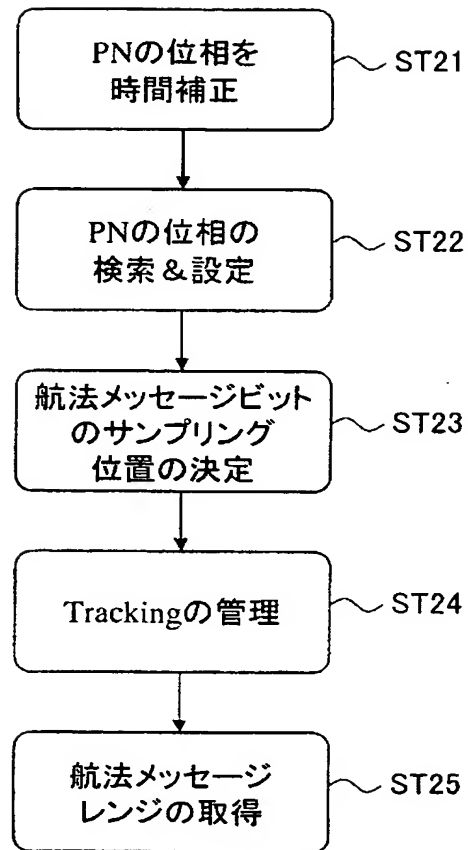 PNの位相を
時間補正
ST21
PNの位相の
検索&設定
ST22
航法メッセージビット
のサンプリング
位置の決定
ST23
Trackingの管理
ST24
航法メッセージ
レンジの取得
ST25